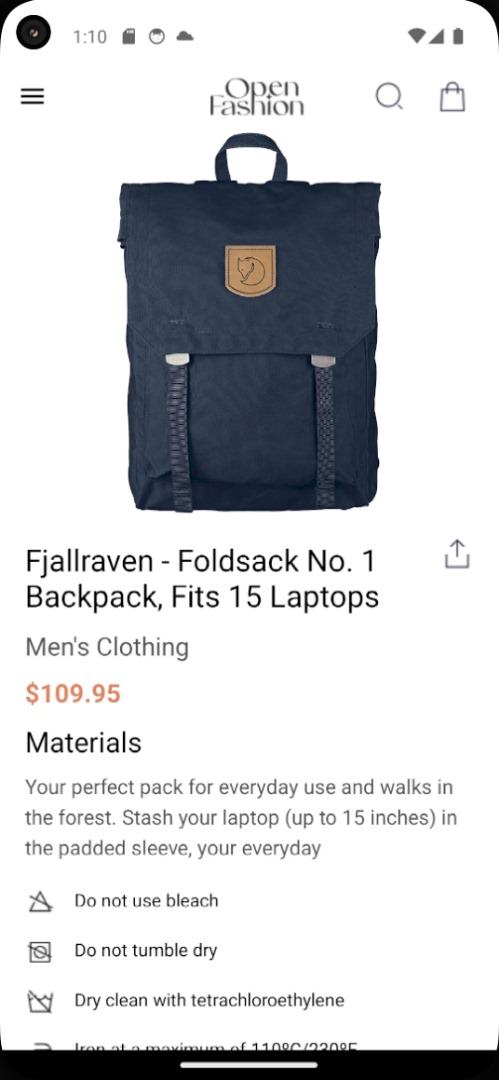 1:10
Open
Fashion
Fjallraven - Foldsack No. 1
Backpack, Fits 15 Laptops
Men's Clothing
$109.95
Materials
Your perfect pack for everyday use and walks in
the forest. Stash your laptop (up to 15 inches) in
the padded sleeve, your everyday
Do not use bleach
Do not tumble dry
Dry clean with tetrachloroethylene
Iron at a maximum of 110ºC/230ºF